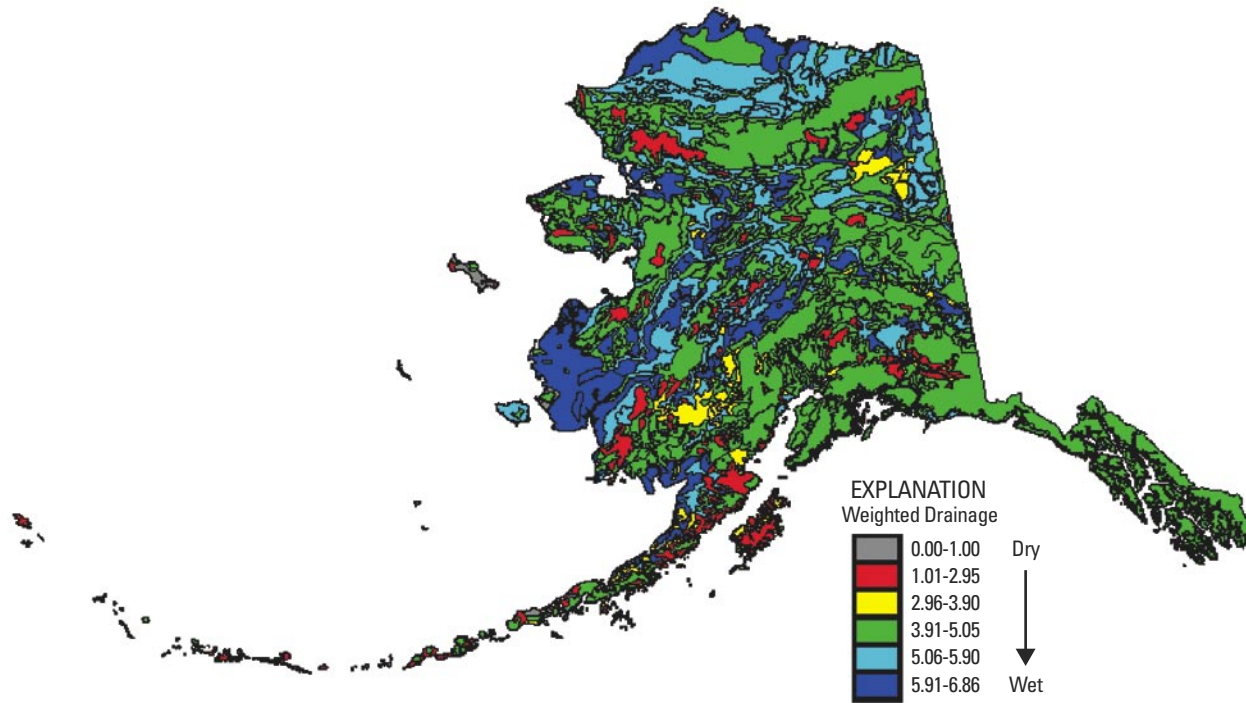 EXPLANATION
Weighted Drainage
0.00-1.00 Dry
1.01-2.95
2.96-3.90
3.91-5.05
5.06-5.90
5.91-6.86 Wet